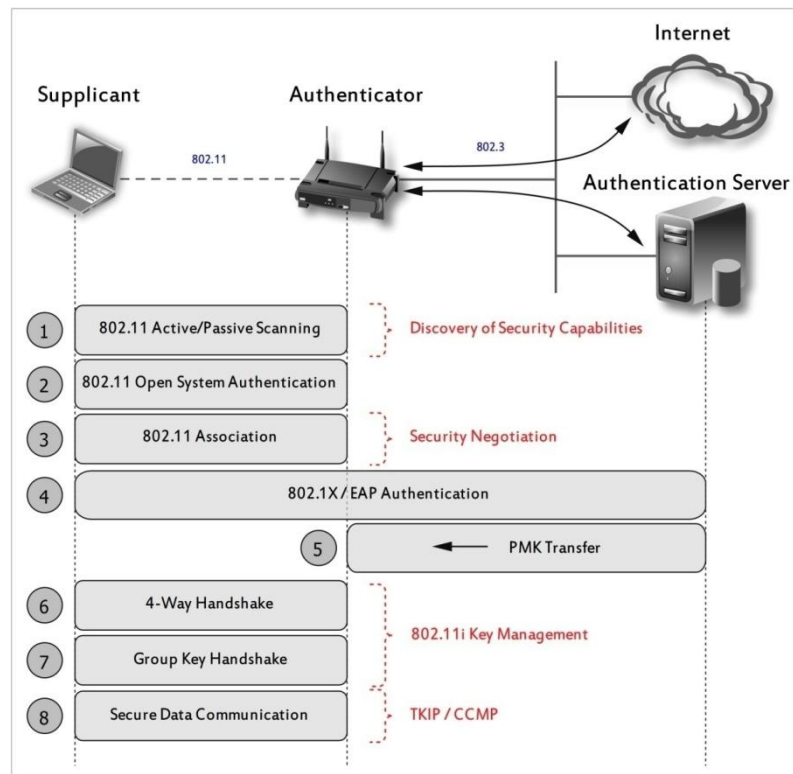 Internet
Supplicant
Authenticator
802.11
802.3
Authentication Server
1
802.11 Active/Passive Scanning
Discovery of Security Capabilities
2
802.11 Open System Authentication
3
802.11 Association
Security Negotiation
4
802.1X / EAP Authentication
5
PMK Transfer
6
4-Way Handshake
802.11i Key Management
7
Group Key Handshake
8
Secure Data Communication
TKIP / CCMP